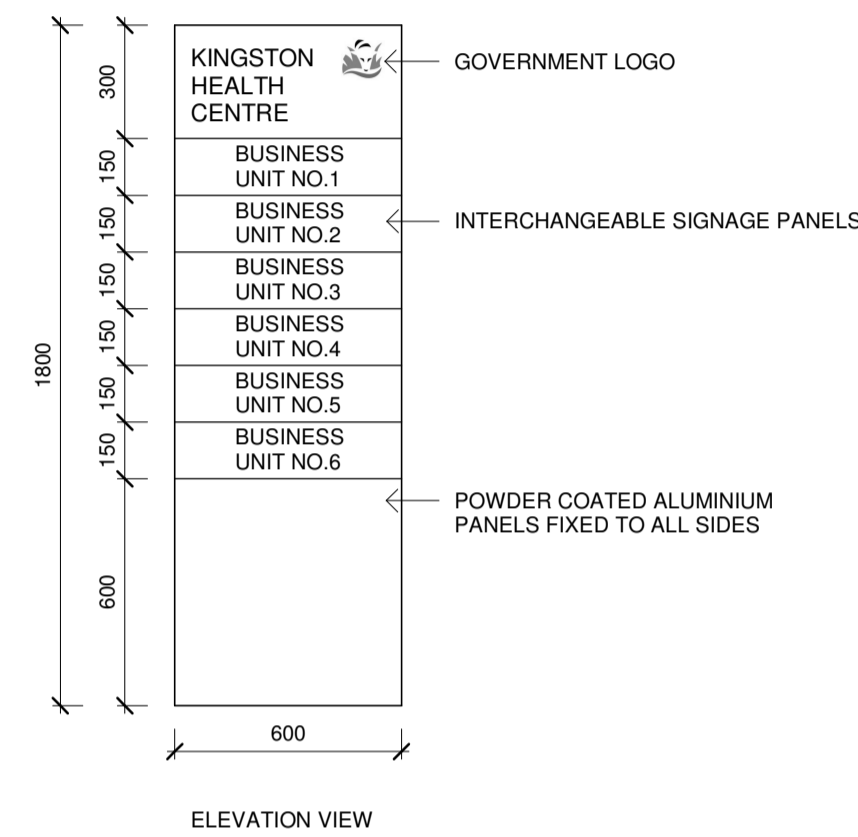 KINGSTON
HEALTH
CENTRE
GOVERNMENT LOGO
300
BUSINESS
UNIT NO.1
150
BUSINESS
UNIT NO.2
150
INTERCHANGEABLE SIGNAGE PANELS
BUSINESS
UNIT NO.3
150
BUSINESS
UNIT NO.4
150
1800
BUSINESS
UNIT NO.5
150
BUSINESS
UNIT NO.6
150
POWDER COATED ALUMINIUM
PANELS FIXED TO ALL SIDES
600
600
ELEVATION VIEW